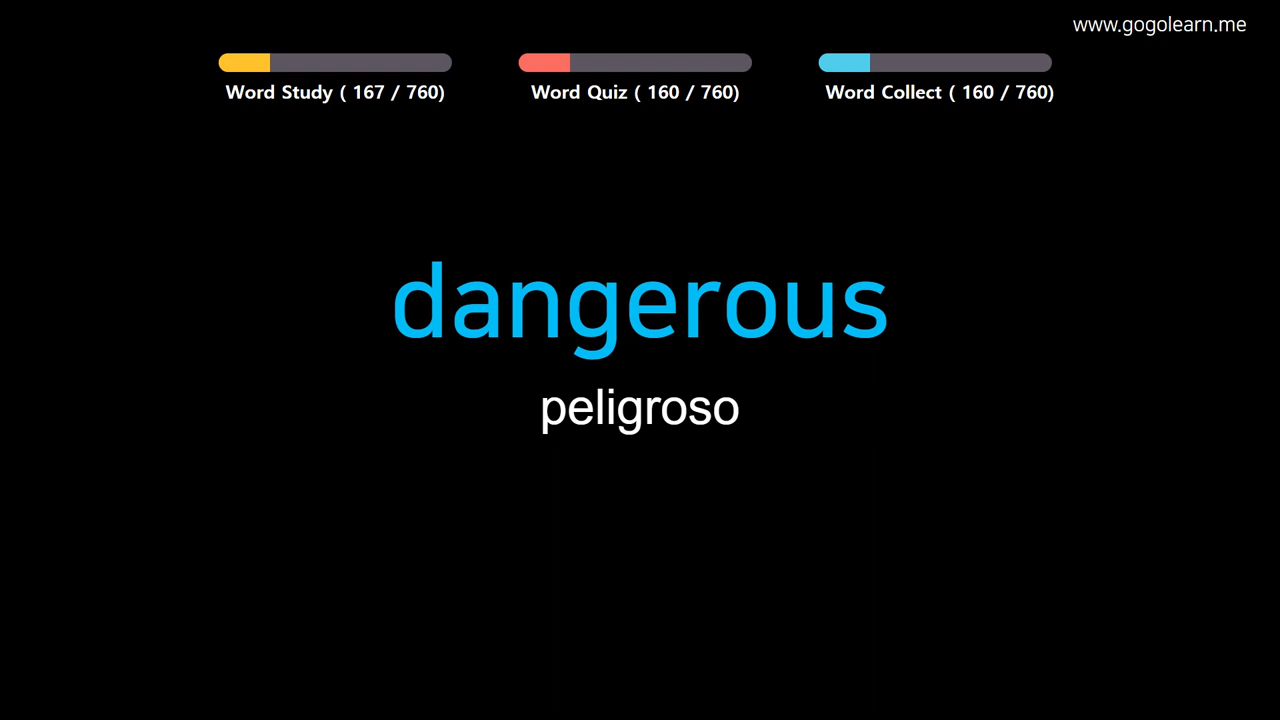 www.gogolearn.me
Word Study ( 167 / 760)
Word Quiz ( 160 / 760)
Word Collect ( 160 / 760)
dangerous
peligroso